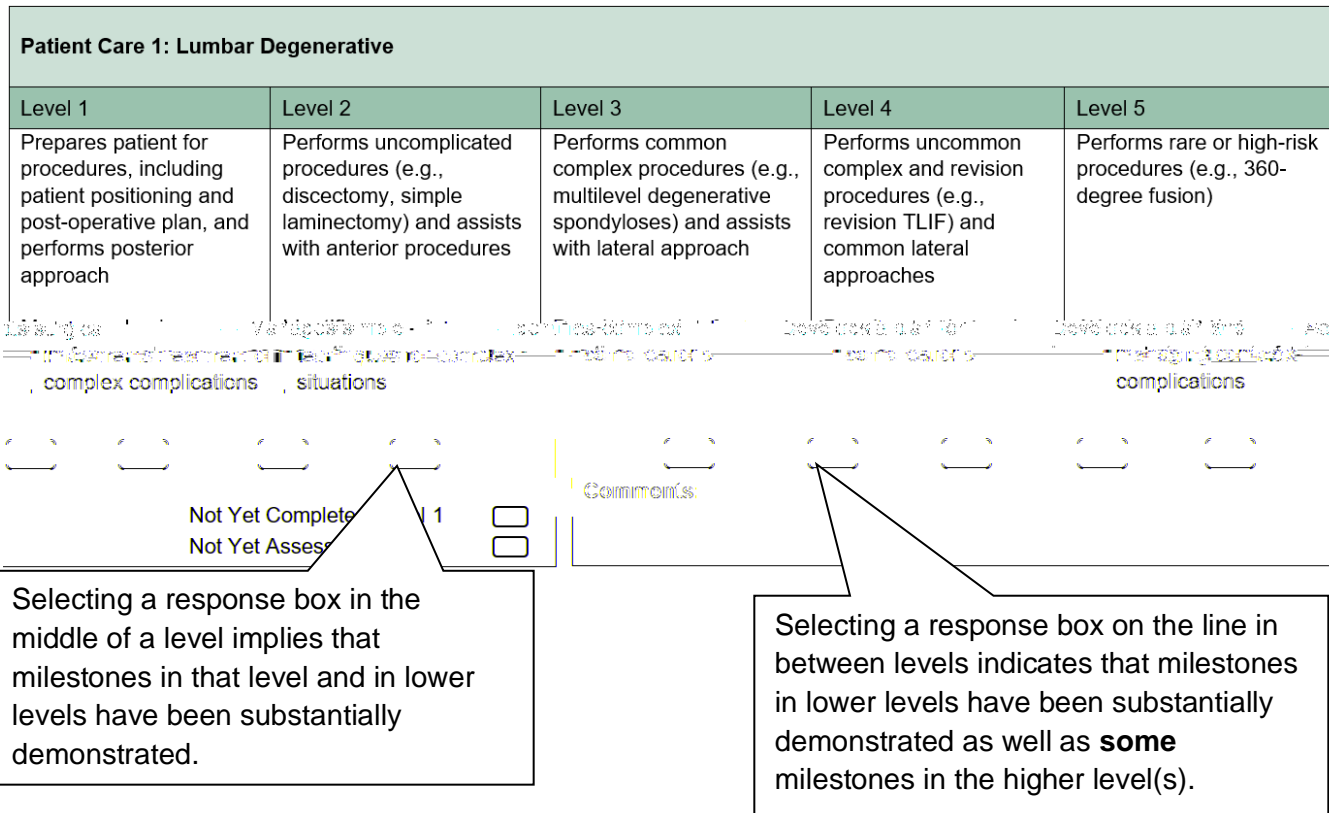 Patient Care 1: Lumbar Degenerative
Level 1
Level 2
Level 3
Level 4
Level 5
Prepares patient for
procedures, including
patient positioning and
post-operative plan, and
performs posterior
approach
Performs uncomplicated
procedures (e.g.,
discectomy, simple
laminectomy) and assists
with anterior procedures
Performs common
complex procedures (e.g.,
multilevel degenerative
spondyloses) and assists
with lateral approach
Performs uncommon
complex and revision
procedures (e.g.,
revision TLIF) and
common lateral
approaches
Performs rare or high-risk
procedures (e.g., 360-
degree fusion)
complex complications
situations
complications
Comments
Not Yet 1
Not Yet
Selecting a response box in the
middle of a level implies that
milestones in that level and in lower
levels have been substantially
demonstrated.
Selecting a response box on the line in
between levels indicates that milestones
in lower levels have been substantially
demonstrated as well as some
milestones in the higher level(s).